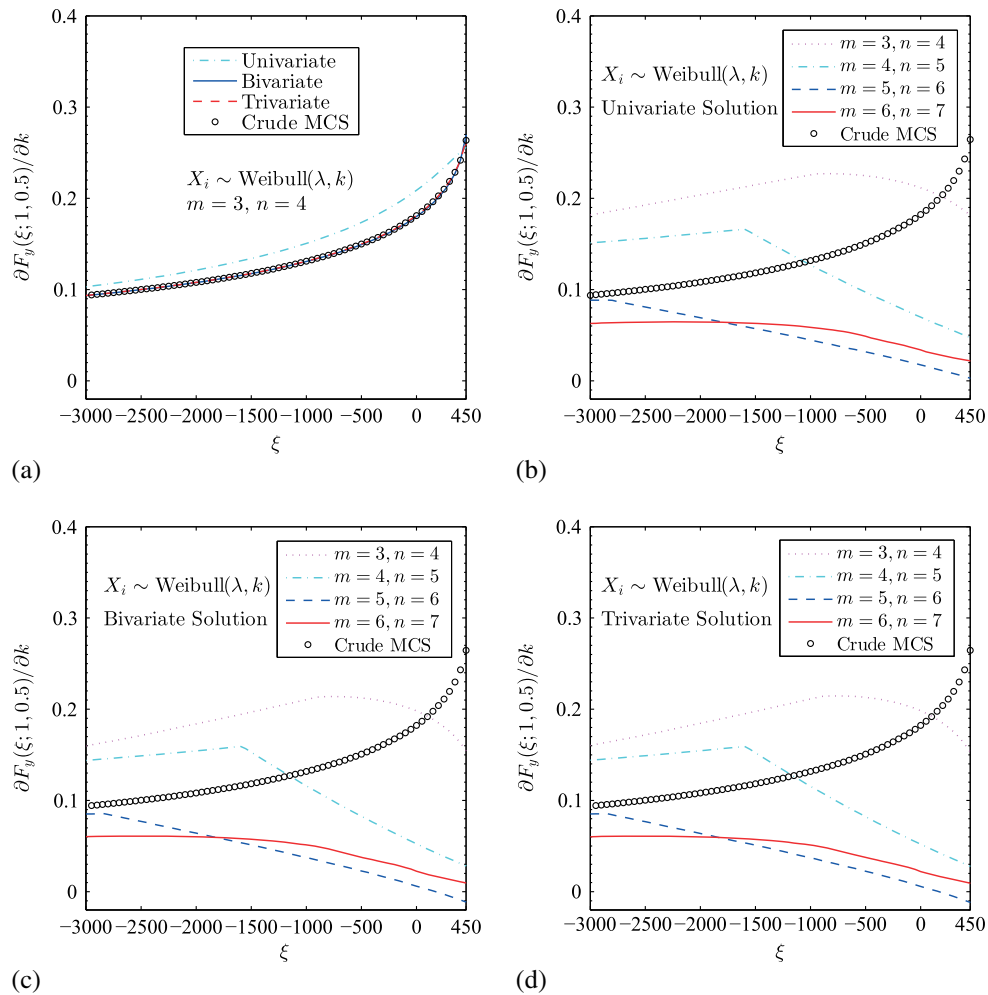 0.4
0.3
0.2
0.1
0
∂F_y(ξ; 1, 0.5)/∂k
Univariate
Bivariate
Trivariate
Crude MCS
X_i ∼ Weibull(λ, k)
m = 3, n = 4
−3000 −2500 −2000 −1500 −1000 −500 0 450
ξ
(a)
0.4
0.3
0.2
0.1
0
∂F_y(ξ; 1, 0.5)/∂k
m = 3, n = 4
m = 4, n = 5
m = 5, n = 6
m = 6, n = 7
Crude MCS
X_i ∼ Weibull(λ, k)
Univariate Solution
−3000 −2500 −2000 −1500 −1000 −500 0 450
ξ
(b)
0.4
0.3
0.2
0.1
0
∂F_y(ξ; 1, 0.5)/∂k
m = 3, n = 4
m = 4, n = 5
m = 5, n = 6
m = 6, n = 7
Crude MCS
X_i ∼ Weibull(λ, k)
Bivariate Solution
−3000 −2500 −2000 −1500 −1000 −500 0 450
ξ
(c)
0.4
0.3
0.2
0.1
0
∂F_y(ξ; 1, 0.5)/∂k
m = 3, n = 4
m = 4, n = 5
m = 5, n = 6
m = 6, n = 7
Crude MCS
X_i ∼ Weibull(λ, k)
Trivariate Solution
−3000 −2500 −2000 −1500 −1000 −500 0 450
ξ
(d)